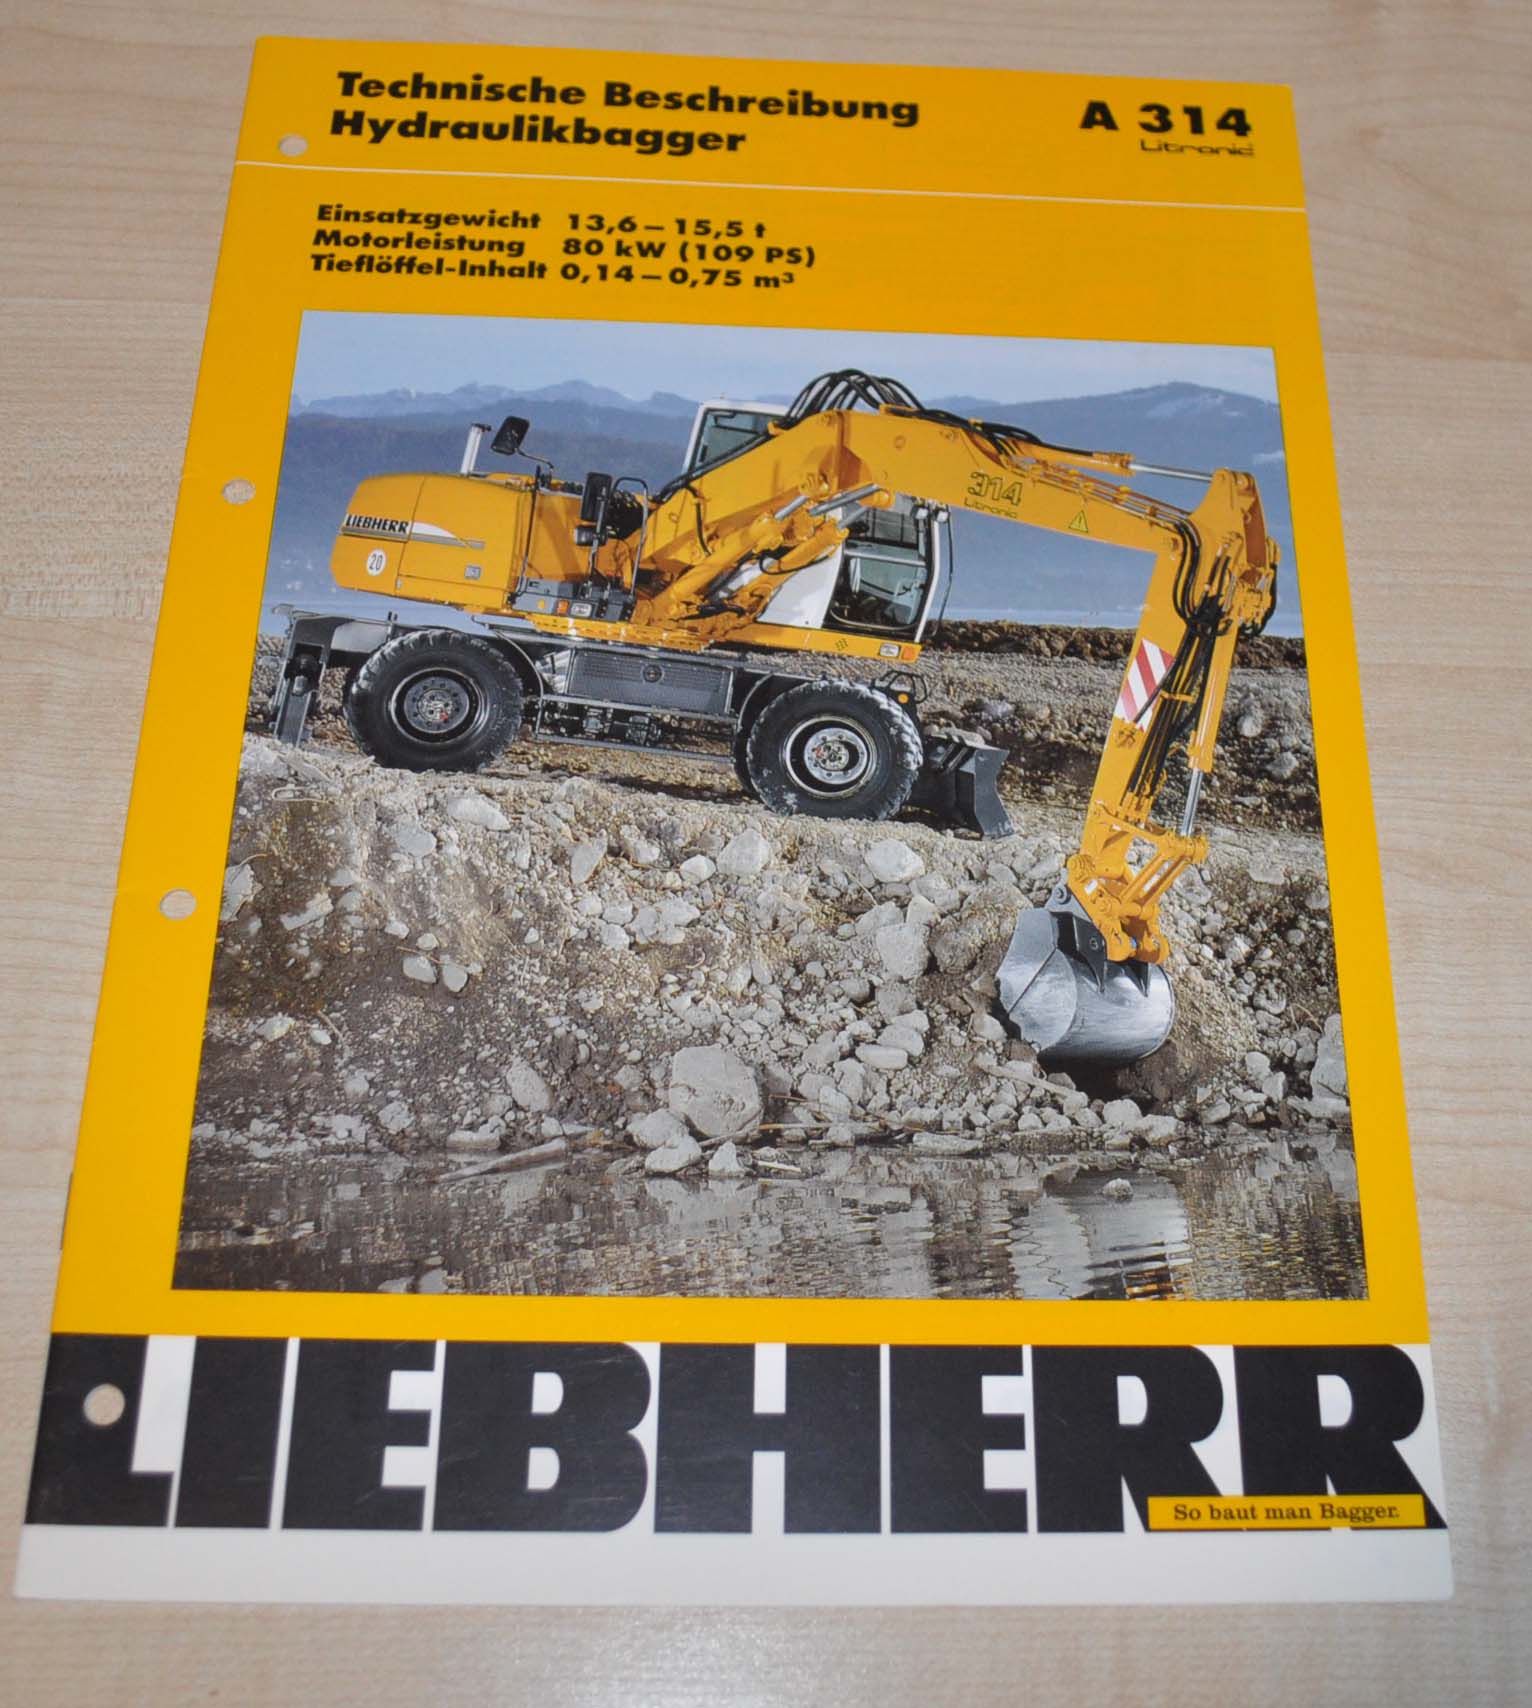 Technische Beschreibung
Hydraulikbagger
A 314
Litronic
Einsatzgewicht 13,6 – 15,5 t
Motorleistung 80 kW (109 PS)
Tieflöffel-Inhalt 0,14 – 0,75 m³
314
Litronic
LIEBHERR
20
LIEBHERR
So baut man Bagger.